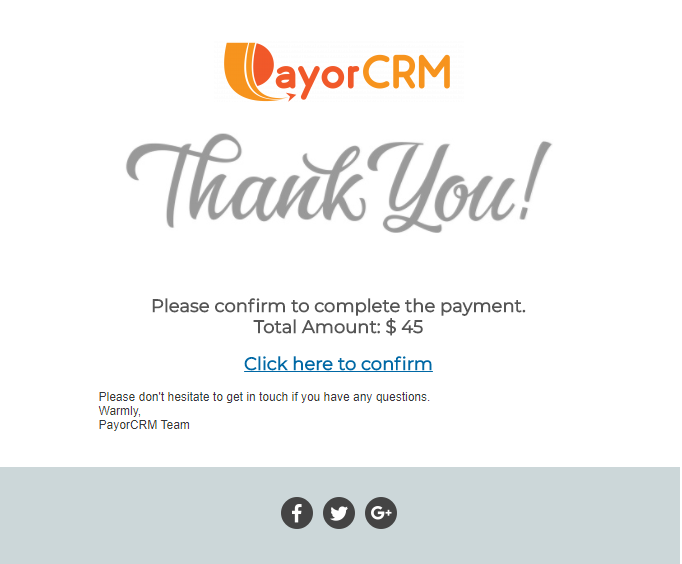 PayorCRM
Thank You!
Please confirm to complete the payment.
Total Amount: $ 45
Click here to confirm
Please don't hesitate to get in touch if you have any questions.
Warmly,
PayorCRM Team
f
G+